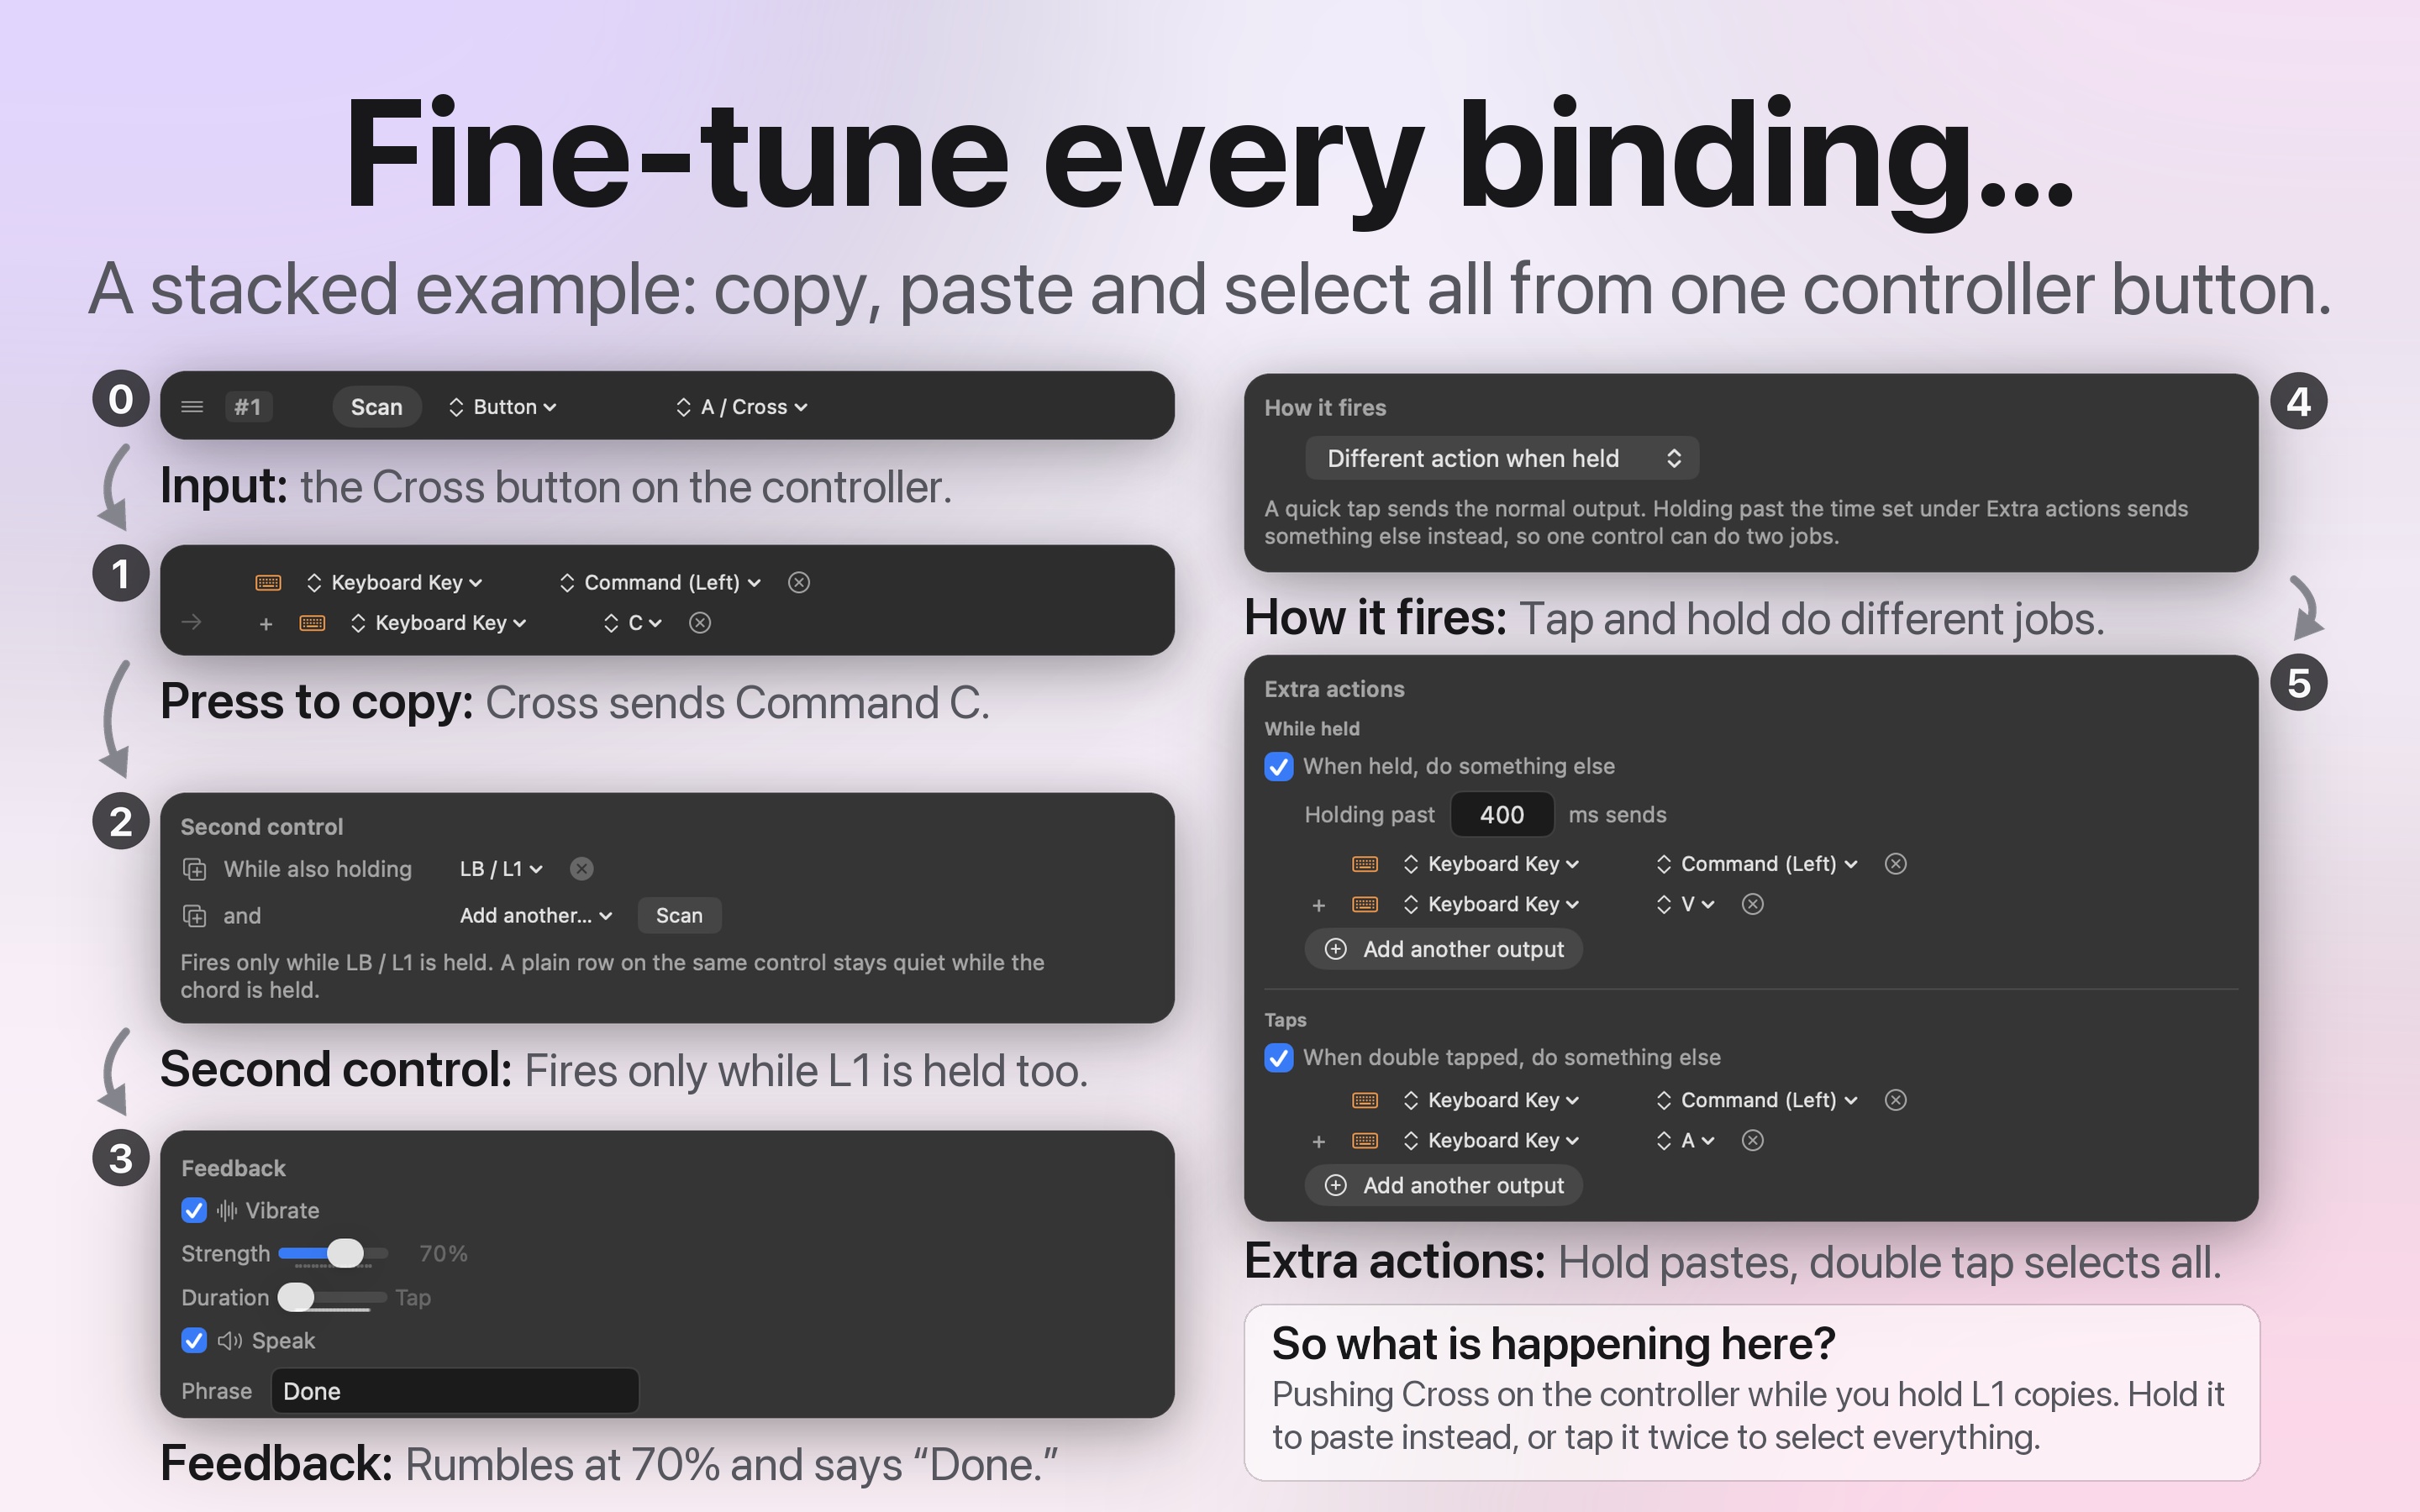 Fine-tune every binding...
A stacked example: copy, paste and select all from one controller button.
0
#1 Scan Button A / Cross
Input: the Cross button on the controller.
1
Keyboard Key Command (Left)
+ Keyboard Key C
Press to copy: Cross sends Command C.
2
Second control
While also holding LB / L1
and Add another... Scan
Fires only while LB / L1 is held. A plain row on the same control stays quiet while the
chord is held.
Second control: Fires only while L1 is held too.
3
Feedback
Vibrate
Strength 70%
Duration Tap
Speak
Phrase Done
Feedback: Rumbles at 70% and says “Done.”
4
How it fires
Different action when held
A quick tap sends the normal output. Holding past the time set under Extra actions sends
something else instead, so one control can do two jobs.
How it fires: Tap and hold do different jobs.
5
Extra actions
While held
When held, do something else
Holding past 400 ms sends
Keyboard Key Command (Left)
+ Keyboard Key V
Add another output
Taps
When double tapped, do something else
Keyboard Key Command (Left)
+ Keyboard Key A
Add another output
Extra actions: Hold pastes, double tap selects all.
So what is happening here?
Pushing Cross on the controller while you hold L1 copies. Hold it
to paste instead, or tap it twice to select everything.